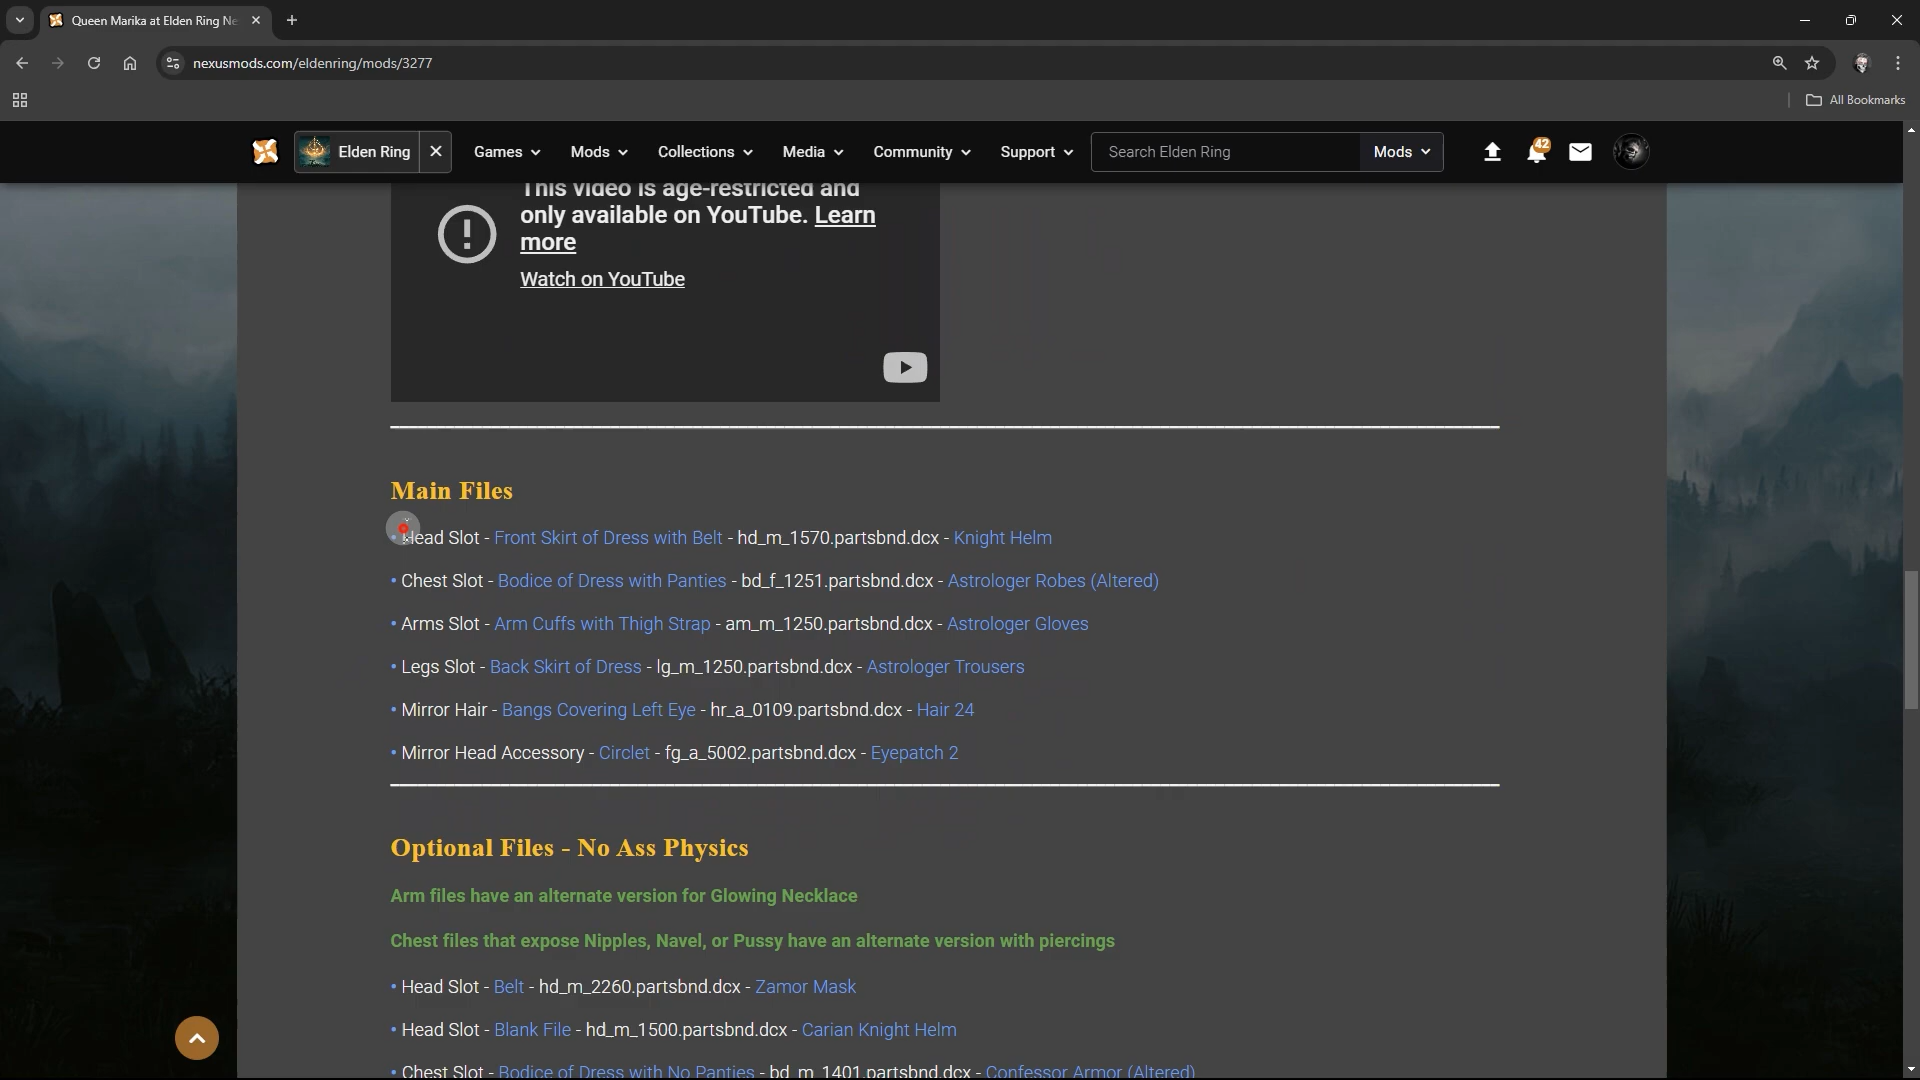 Queen Marika at Elden Ring Ne
nexusmods.com/eldenring/mods/3277
All Bookmarks
Elden Ring
Games
Mods
Collections
Media
Community
Support
Search Elden Ring
Mods
42
This video is age-restricted and
only available on YouTube. Learn
more
Watch on YouTube
Main Files
• Head Slot - Front Skirt of Dress with Belt - hd_m_1570.partsbnd.dcx - Knight Helm
• Chest Slot - Bodice of Dress with Panties - bd_f_1251.partsbnd.dcx - Astrologer Robes (Altered)
• Arms Slot - Arm Cuffs with Thigh Strap - am_m_1250.partsbnd.dcx - Astrologer Gloves
• Legs Slot - Back Skirt of Dress - lg_m_1250.partsbnd.dcx - Astrologer Trousers
• Mirror Hair - Bangs Covering Left Eye - hr_a_0109.partsbnd.dcx - Hair 24
• Mirror Head Accessory - Circlet - fg_a_5002.partsbnd.dcx - Eyepatch 2
Optional Files - No Ass Physics
Arm files have an alternate version for Glowing Necklace
Chest files that expose Nipples, Navel, or Pussy have an alternate version with piercings
• Head Slot - Belt - hd_m_2260.partsbnd.dcx - Zamor Mask
• Head Slot - Blank File - hd_m_1500.partsbnd.dcx - Carian Knight Helm
• Chest Slot - Bodice of Dress with No Panties - bd_m_1401.partsbnd.dcx - Confessor Armor (Altered)